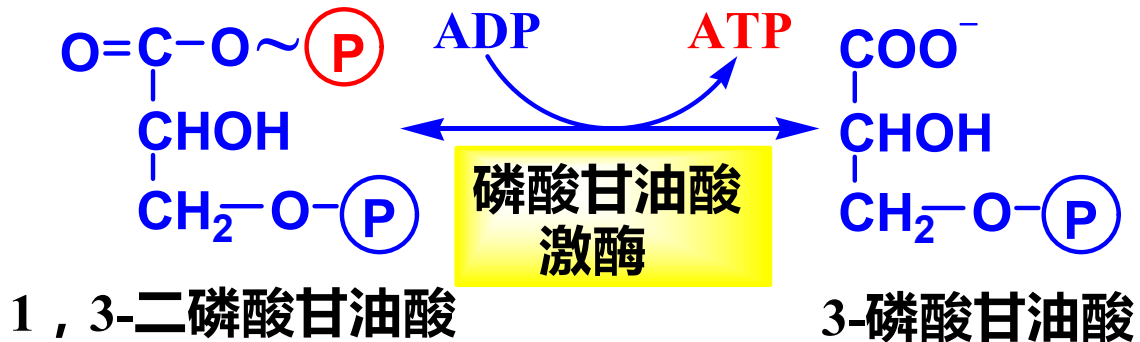 O=C-O~P
ADP
ATP
COO⁻
CHOH
CHOH
CH₂-O-P
磷酸甘油酸
激酶
CH₂-O-P
1，3-二磷酸甘油酸
3-磷酸甘油酸